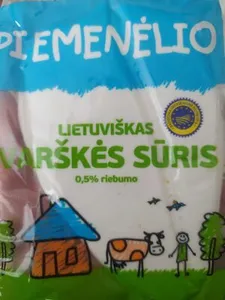 PIEMENĖLIO
LIETUVIŠKAS
VARŠKĖS SŪRIS
0,5% riebumo